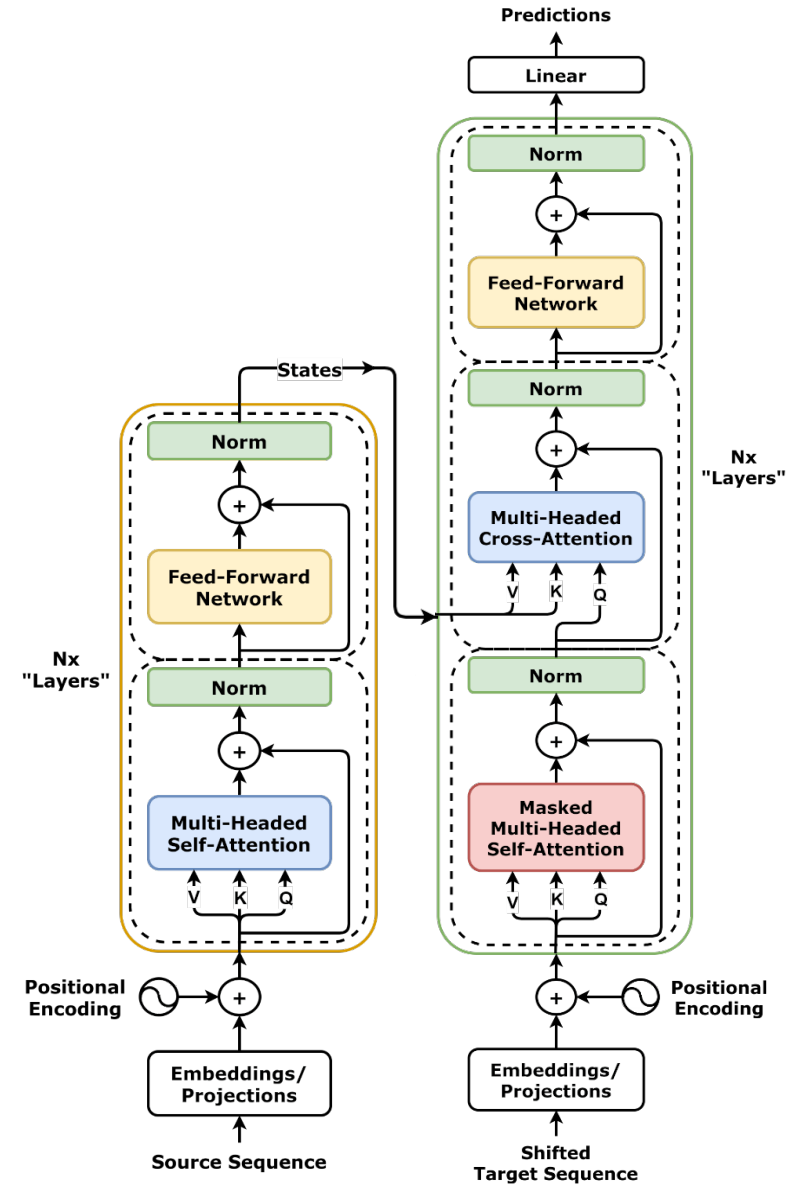 Predictions
Linear
Norm
+
Feed-Forward
Network
Norm
+
Multi-Headed
Cross-Attention
V K Q
Nx
"Layers"
Norm
+
Masked
Multi-Headed
Self-Attention
V K Q
+
Positional
Encoding
Embeddings/
Projections
Shifted
Target Sequence
States
Norm
+
Feed-Forward
Network
Nx
"Layers"
Norm
+
Multi-Headed
Self-Attention
V K Q
Positional
Encoding
+
Embeddings/
Projections
Source Sequence